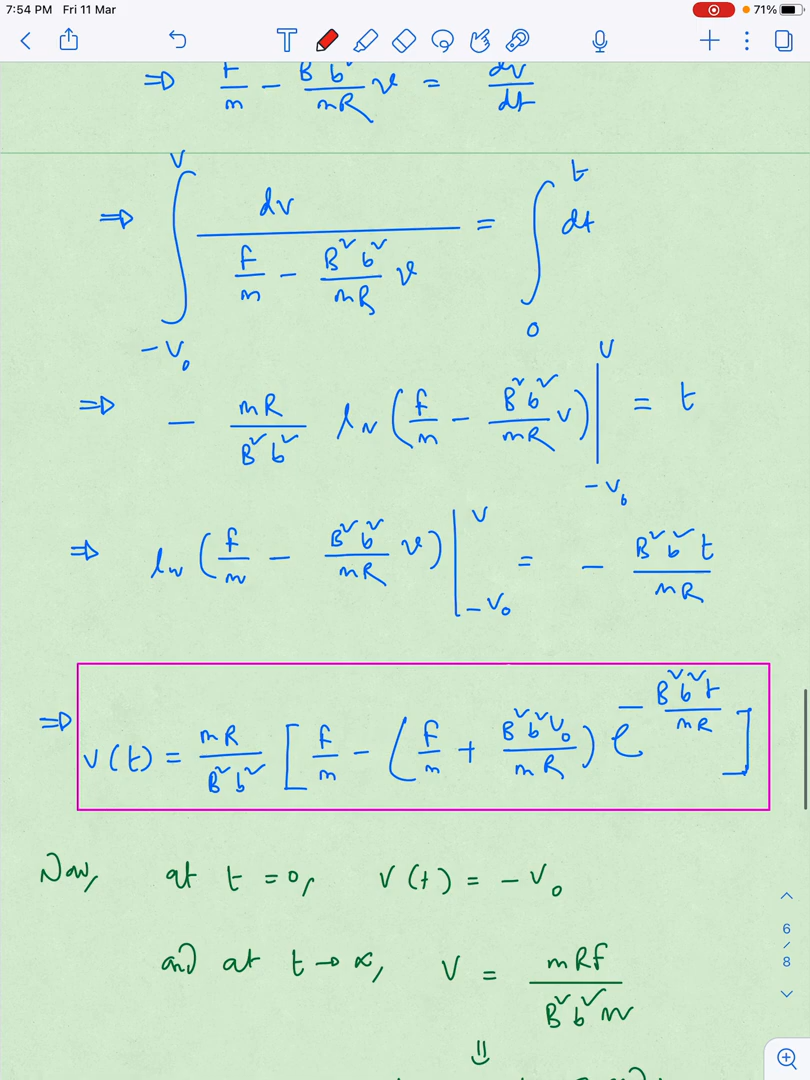 7:54 PM Fri 11 Mar 71%
⇒ F/m − B²b²/mR v = dv/dt
⇒ ∫_{-V₀}^{V} dv / (F/m − B²b²/mR v) = ∫_0^t dt
⇒ − mR/B²b² ln (F/m − B²b²/mR v) |_{-V₀}^{V} = t
⇒ ln (F/m − B²b²/mR v) |_{-V₀}^{V} = − B²b²t/mR
⇒ V(t) = mR/B²b² [F/m − (F/m + B²b²V₀/mR) e^{− B²b²t/mR}]
Now, at t = 0, V(t) = −V₀
and at t → ∞, V = mRF/B²b²m
6/8